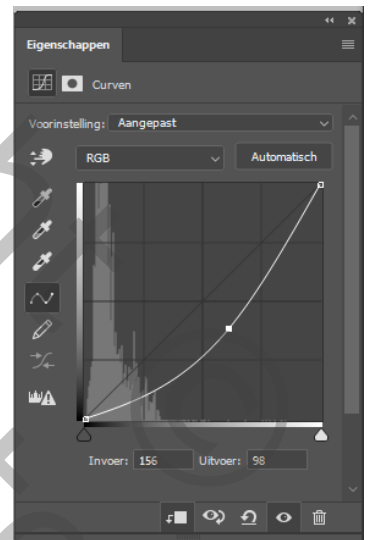 Eigenschappen
Curven
Voorinstelling: Aangepast
RGB Automatisch
Invoer: 156 Uitvoer: 98